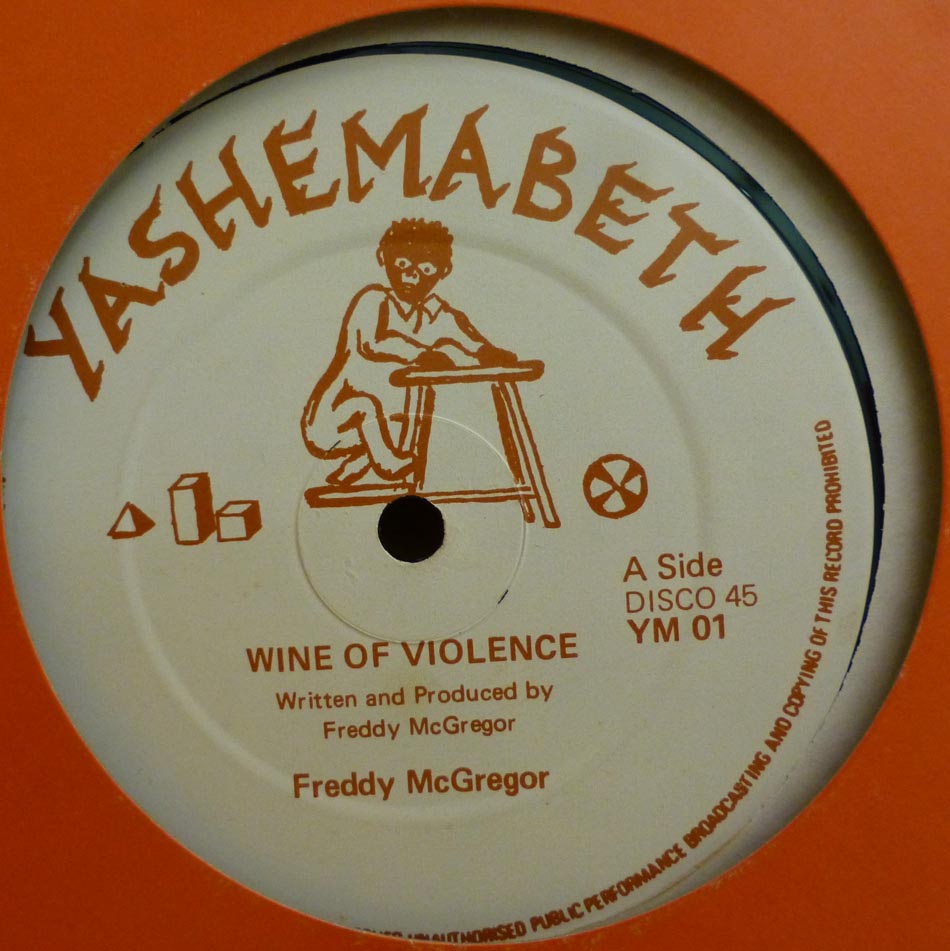 YASHEMABETH
A Side
DISCO 45
YM 01
WINE OF VIOLENCE
Written and Produced by
Freddy McGregor
Freddy McGregor
UNAUTHORISED PUBLIC PERFORMANCE BROADCASTING AND COPYING OF THIS RECORD PROHIBITED